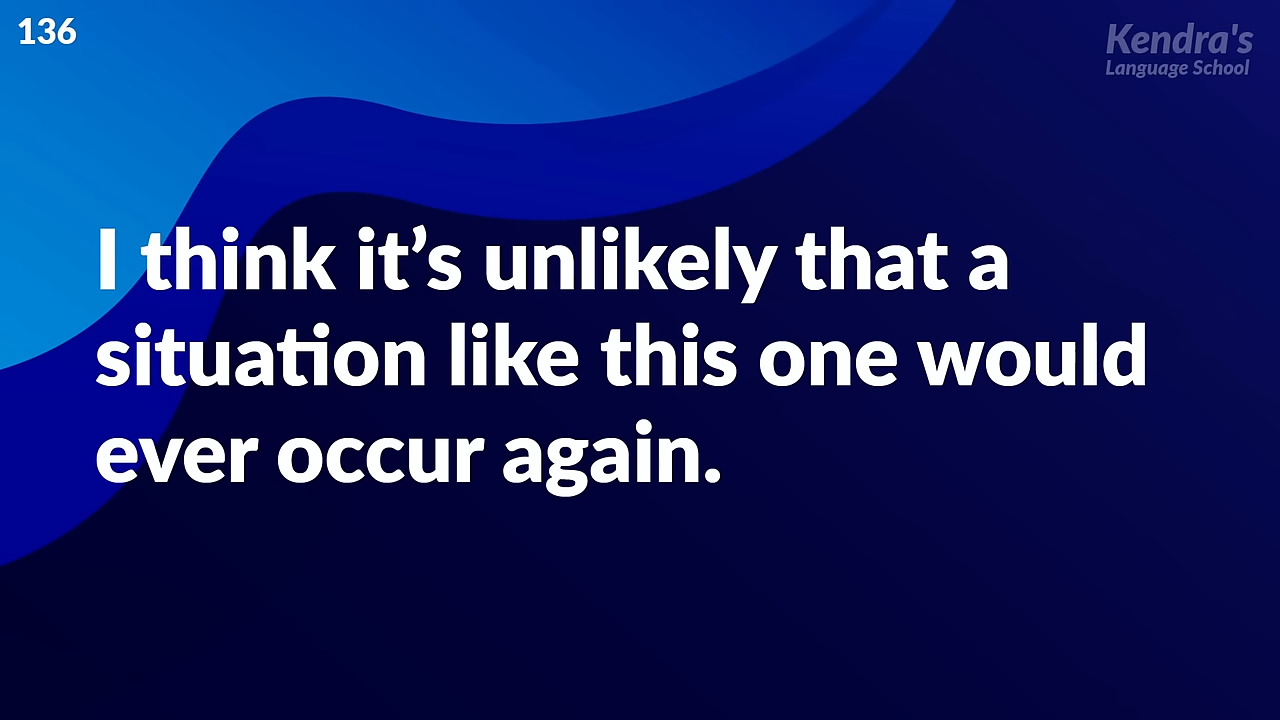 136
Kendra's
Language School
I think it’s unlikely that a
situation like this one would
ever occur again.